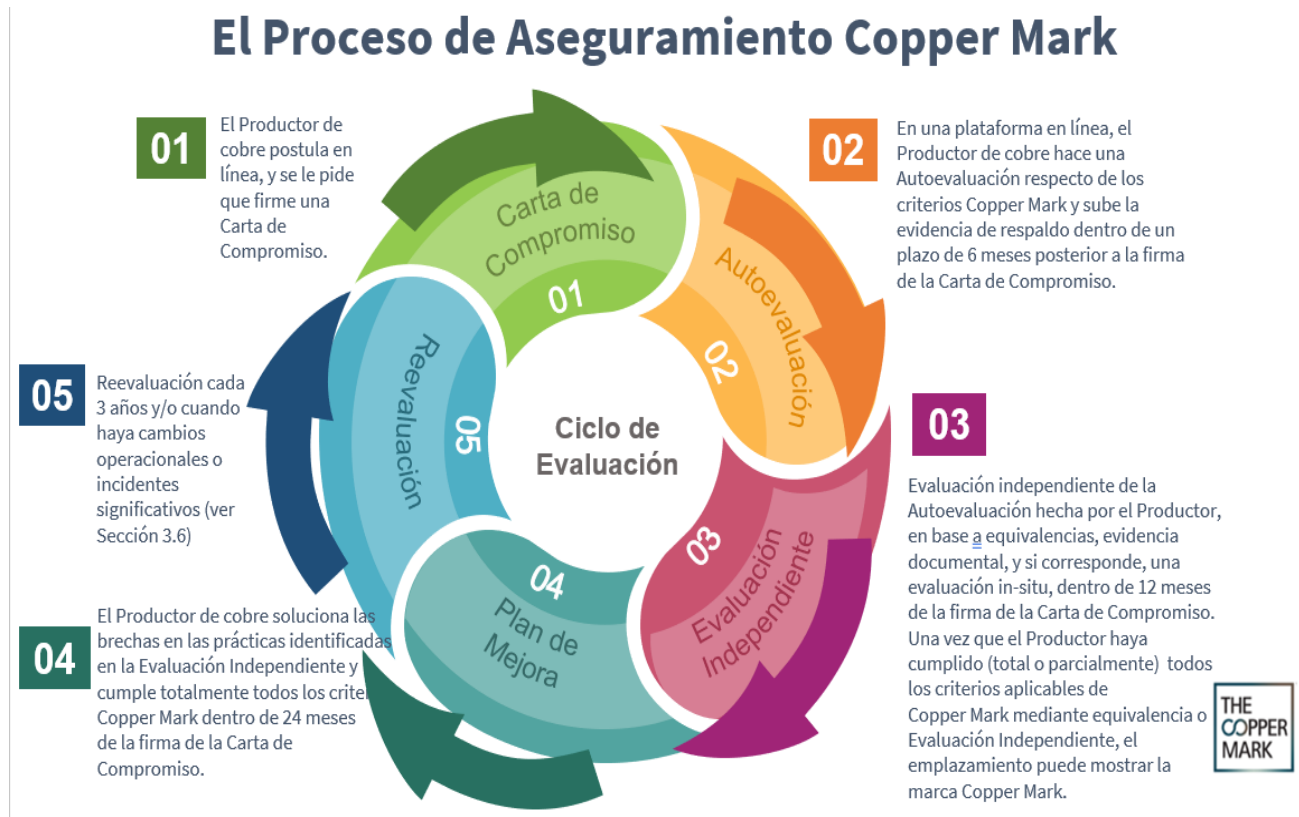 El Proceso de Aseguramiento Copper Mark
01
El Productor de
cobre postula en
línea, y se le pide
que firme una
Carta de
Compromiso.
02
En una plataforma en línea, el
Productor de cobre hace una
Autoevaluación respecto de los
criterios Copper Mark y sube la
evidencia de respaldo dentro de un
plazo de 6 meses posterior a la firma
de la Carta de Compromiso.
03
Evaluación independiente de la
Autoevaluación hecha por el Productor,
en base a equivalencias, evidencia
documental, y si corresponde, una
evaluación in-situ, dentro de 12 meses
de la firma de la Carta de Compromiso.
Una vez que el Productor haya
cumplido (total o parcialmente) todos
los criterios aplicables de
Copper Mark mediante equivalencia o
Evaluación Independiente, el
emplazamiento puede mostrar la
marca Copper Mark.
04
El Productor de cobre soluciona las
brechas en las prácticas identificadas
en la Evaluación Independiente y
cumple totalmente todos los crite
Copper Mark dentro de 24 meses
de la firma de la Carta de
Compromiso.
05
Reevaluación cada
3 años y/o cuando
haya cambios
operacionales o
incidentes
significativos (ver
Sección 3.6)
Carta de
Compromiso
01
Autoevaluación
02
Evaluación
Independiente
03
Plan de
Mejora
04
Reevaluación
05
Ciclo de
Evaluación
THE
COPPER
MARK